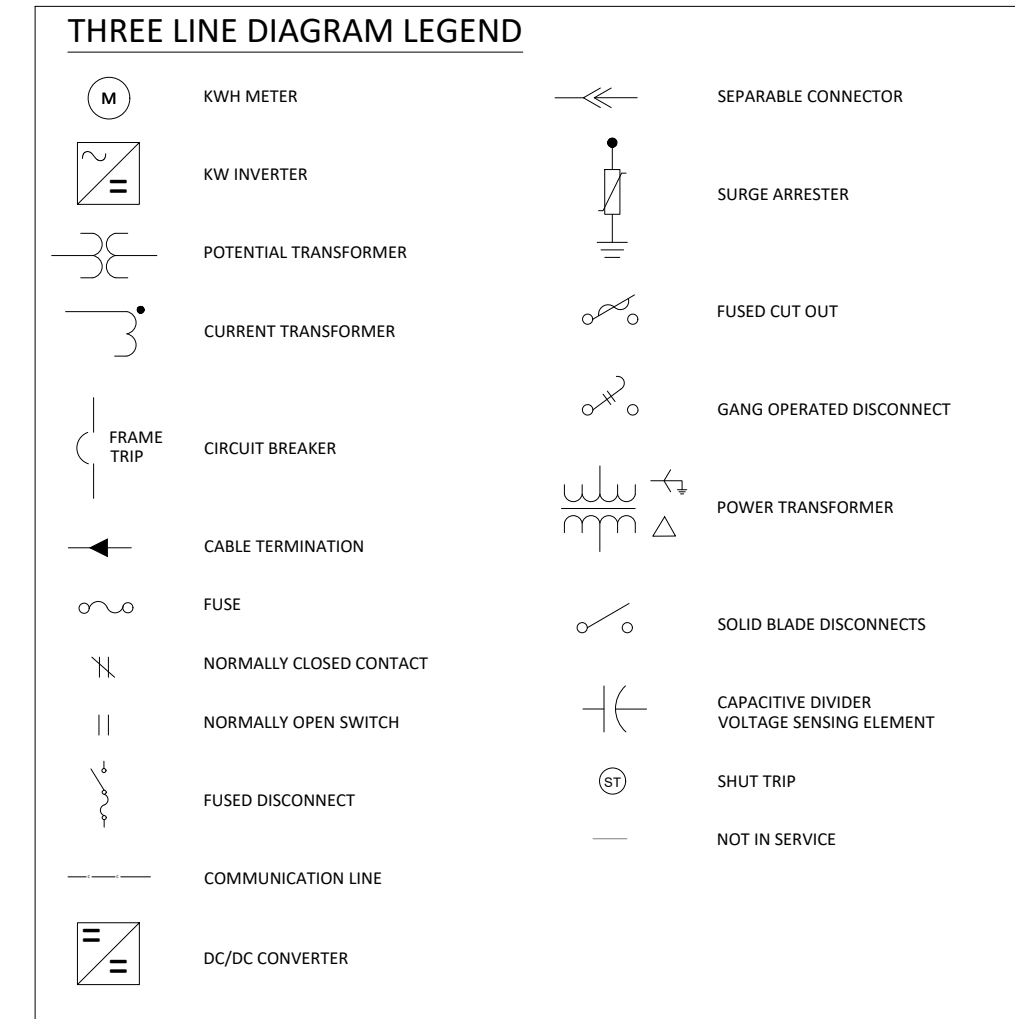 THREE LINE DIAGRAM LEGEND
M
KWH METER
KW INVERTER
POTENTIAL TRANSFORMER
CURRENT TRANSFORMER
FRAME
TRIP
CIRCUIT BREAKER
CABLE TERMINATION
FUSE
NORMALLY CLOSED CONTACT
NORMALLY OPEN SWITCH
FUSED DISCONNECT
C C
COMMUNICATION LINE
DC/DC CONVERTER
SEPARABLE CONNECTOR
SURGE ARRESTER
FUSED CUT OUT
GANG OPERATED DISCONNECT
POWER TRANSFORMER
SOLID BLADE DISCONNECTS
CAPACITIVE DIVIDER
VOLTAGE SENSING ELEMENT
ST
SHUT TRIP
NOT IN SERVICE